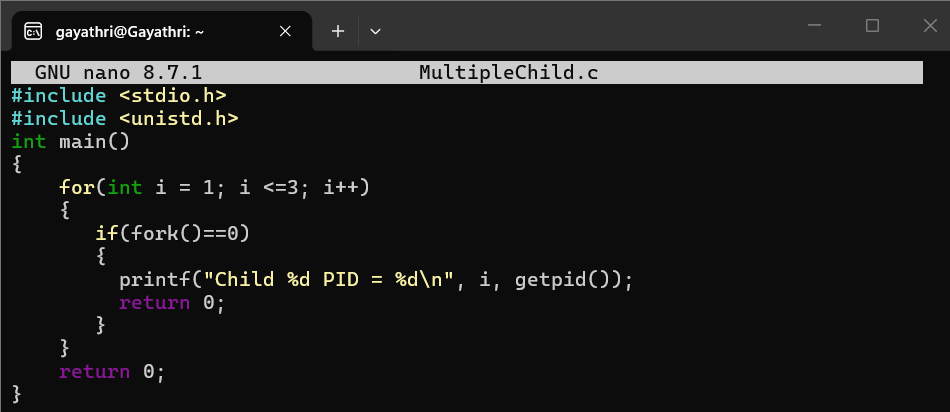 gayathri@Gayathri: ~
GNU nano 8.7.1 MultipleChild.c
#include <stdio.h>
#include <unistd.h>
int main()
{
    for(int i = 1; i <=3; i++)
    {
       if(fork()==0)
       {
         printf("Child %d PID = %d\n", i, getpid());
         return 0;
       }
    }
    return 0;
}